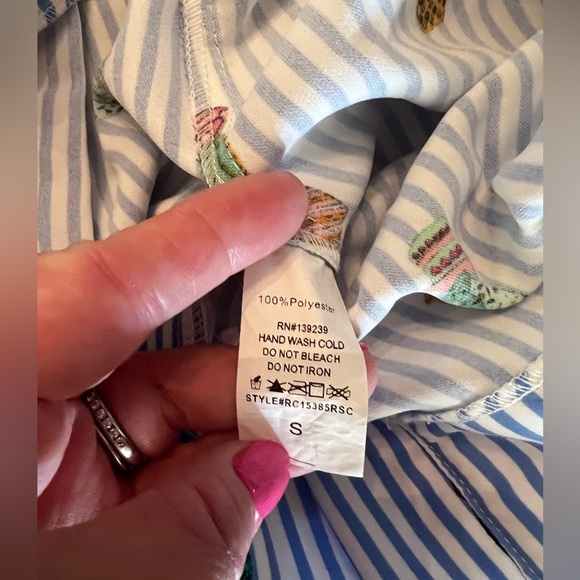 100%Polyester
RN#139239
HAND WASH COLD
DO NOT BLEACH
DO NOT IRON
STYLE#RC15385RSC
S